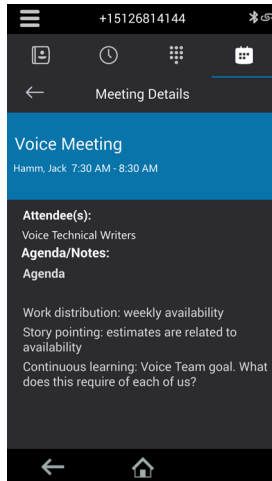 +15126814144
Meeting Details
Voice Meeting
Hamm, Jack 7:30 AM - 8:30 AM
Attendee(s):
Voice Technical Writers
Agenda/Notes:
Agenda
Work distribution: weekly availability
Story pointing: estimates are related to
availability
Continuous learning: Voice Team goal. What
does this require of each of us?